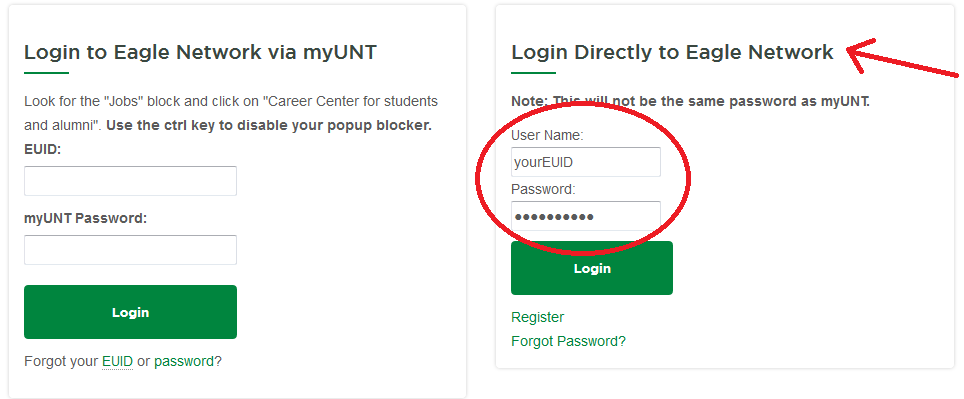 Login to Eagle Network via myUNT
Look for the "Jobs" block and click on "Career Center for students
and alumni". Use the ctrl key to disable your popup blocker.
EUID:
myUNT Password:
Login
Forgot your EUID or password?
Login Directly to Eagle Network
Note: This will not be the same password as myUNT.
User Name:
yourEUID
Password:
●●●●●●●●●●
Login
Register
Forgot Password?